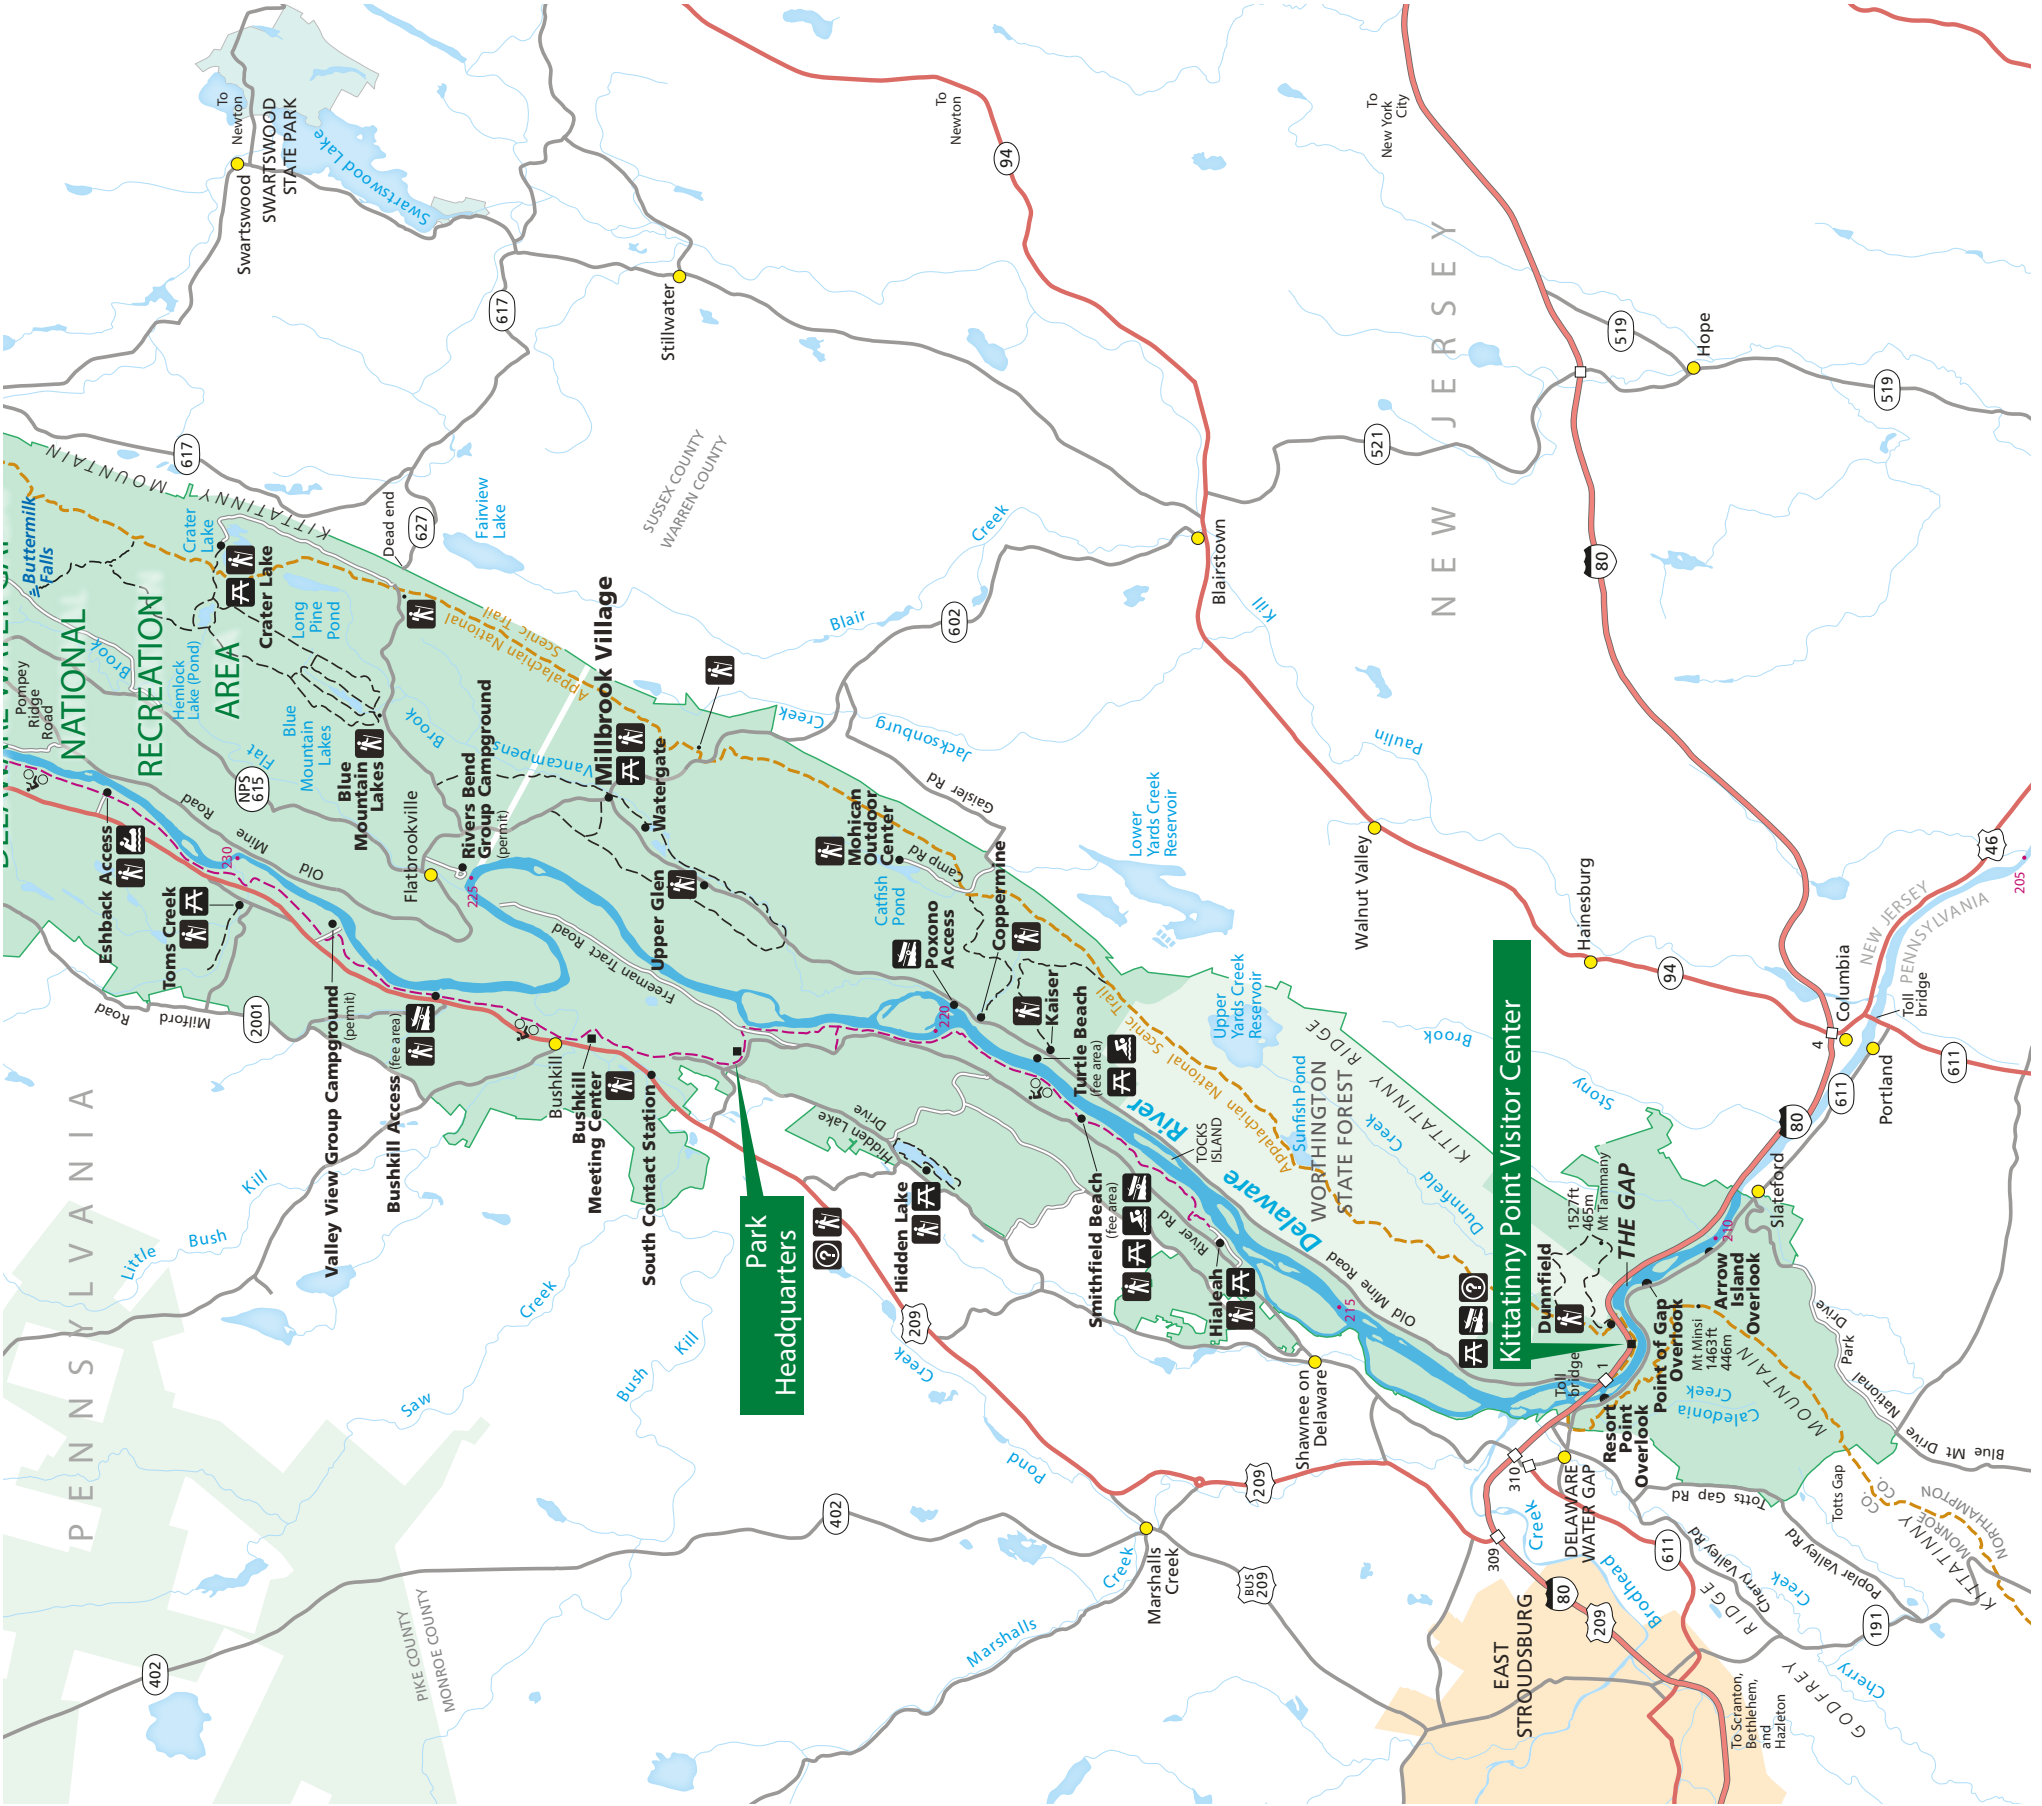 To
Newton
SWARTSWOOD
STATE PARK
Swartswood
Swartswood Lake
To
Newton
94
To
New York
City
617
Stillwater
NEW JERSEY
519
Hope
519
521
617
KITTATINNY MOUNTAIN
Buttermilk
Falls
Crater
Lake
Dead end
627
Fairview
Lake
SUSSEX COUNTY
WARREN COUNTY
Creek
Blair
602
Blairstown
80
Kill
Paulin
Pompey
Ridge
Road
NATIONAL
RECREATION
AREA
Brook
Hemlock
Lake (Pond)
Crater Lake
Long
Pine
Pond
Appalachian National
Scenic Trail
Blue
Mountain
Lakes
Flat
Brook
Blue
Mountain
Lakes
NPS
615
Old
Mine
Road
230
Flatbrookville
Rivers Bend
Group Campground
(permit)
225
Vancampens
Millbrook Village
Watergate
Upper Glen
Creek
Jacksonburg
Gaisler Rd
Mohican
Outdoor
Center
Camp Rd
Catfish
Pond
Poxono
Access
Coppermine
Lower
Yards Creek
Reservoir
Walnut Valley
Hainesburg
46
205
94
NEW JERSEY
PENNSYLVANIA
Columbia
Toll
bridge
4
Portland
611
611
80
Eshback Access
Toms Creek
Road
Milford
2001
Valley View Group Campground
(permit)
Bushkill Access (fee area)
Bushkill
Bushkill
Meeting Center
South Contact Station
Freeman Tract Road
220
Kaiser
Turtle Beach
(fee area)
Upper
Yards Creek
Reservoir
Sunfish Pond
Appalachian National Scenic Trail
WORTHINGTON
STATE FOREST
KITTATINNY RIDGE
Brook
Stony
Creek
Dunnfield
Kittatinny Point Visitor Center
Delaware River
TOCKS
ISLAND
Smithfield Beach
(fee area)
River Rd
Hialeah
Hidden Lake
Drive
Hidden Lake
Park
Headquarters
209
PENNSYLVANIA
Little
Bush
Kill
Saw
Creek
Bush
Kill
Pond
Creek
215
Old Mine Road
Shawnee on
Delaware
Dunnfield
1527ft
465m
Mt Tammany
THE GAP
210
Slateford
Arrow
Island
Overlook
Point of Gap
Overlook
Mt Minsi
1463ft
446m
Toll
bridge
1
Resort
Point
Overlook
Caledonia
Creek
National Park Drive
Blue Mt Drive
KITTATINNY MOUNTAIN
Totts Gap
Totts Gap Rd
MONROE CO.
NORTHAMPTON CO.
310
309
DELAWARE
WATER GAP
Creek
Brodhead
611
Cherry Valley Rd
Poplar Valley Rd
Creek
Cherry
191
GODFREY RIDGE
80
209
EAST
STROUDSBURG
To Scranton,
Bethlehem,
and
Hazleton
209
BUS
209
402
Marshalls
Creek
Marshalls
Creek
402
PIKE COUNTY
MONROE COUNTY